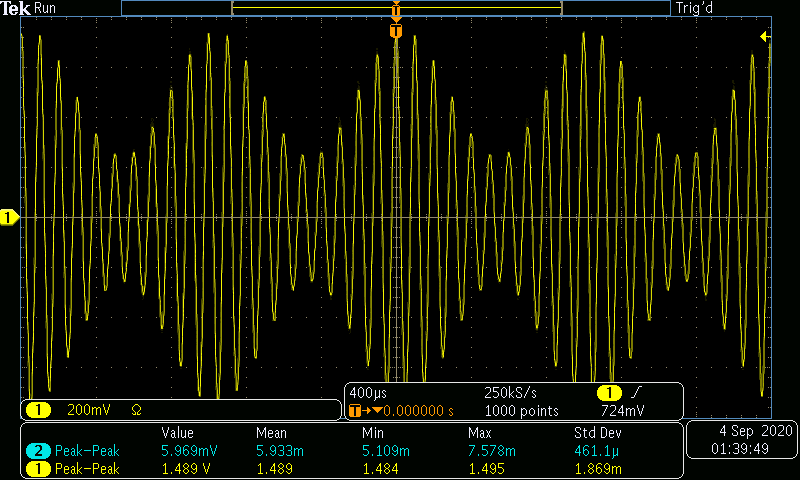 Tek Run Trig'd
T
T
1
400µs 250kS/s 1
1 200mV Ω T→▼0.000000 s 1000 points 724mV
Value Mean Min Max Std Dev
2 Peak–Peak 5.969mV 5.933m 5.109m 7.578m 461.1µ
1 Peak–Peak 1.489 V 1.489 1.484 1.495 1.869m
4 Sep 2020
01:39:49